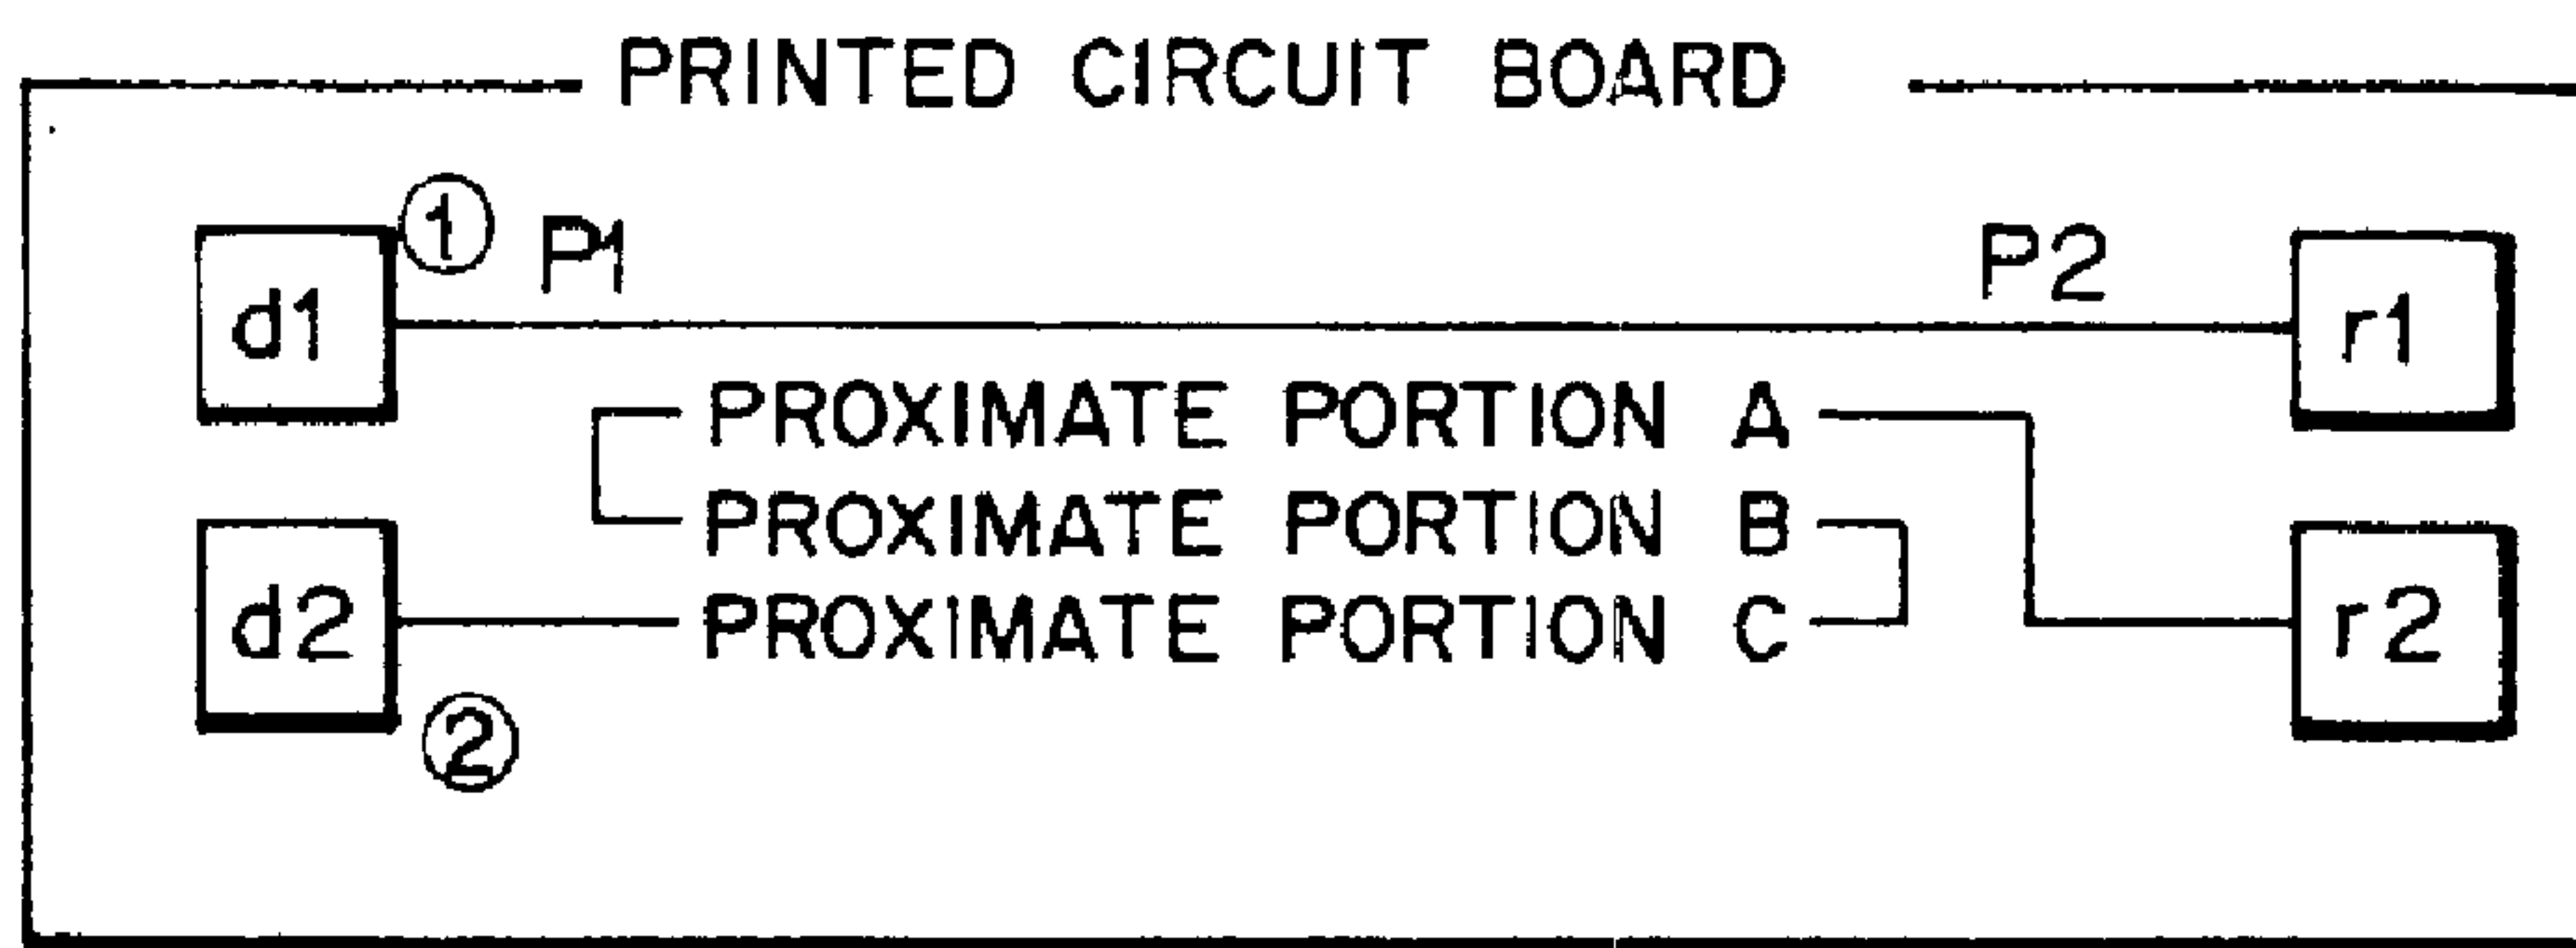 PRINTED CIRCUIT BOARD
① P1 P2
d1 r1
PROXIMATE PORTION A
PROXIMATE PORTION B
d2 PROXIMATE PORTION C r2
②